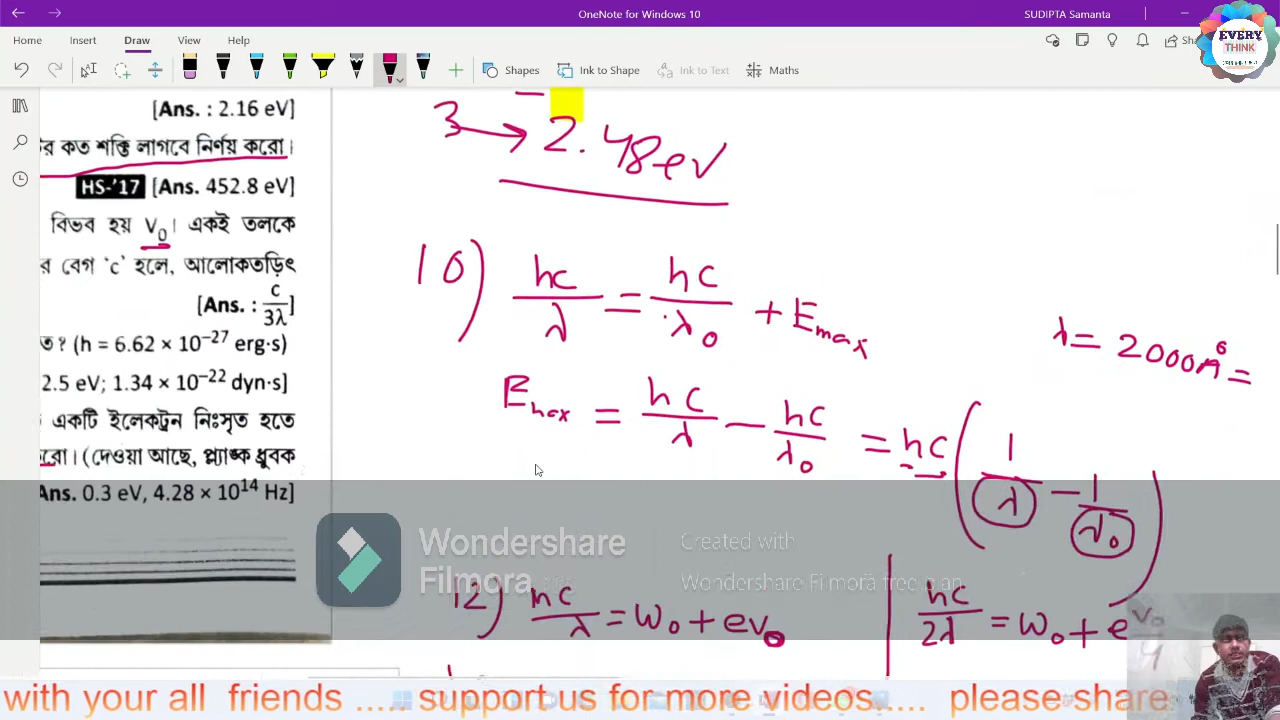 OneNote for Windows 10
SUDIPTA Samanta
Home Insert Draw View Help
Sh
EVERY
THINK
Shapes Ink to Shape Ink to Text Maths
[Ans. : 2.16 eV]
র কত শক্তি লাগবে নির্ণয় করো।
HS-'17 [Ans. 452.8 eV]
বিভব হয় V₀। একই তলকে
র বেগ 'c' হলে, আলোকতড়িৎ
[Ans. : c/3λ]
ত? (h = 6.62 × 10⁻²⁷ erg·s)
2.5 eV; 1.34 × 10⁻²² dyn·s]
একটি ইলেকট্রন নিঃসৃত হতে
রো। (দেওয়া আছে, প্ল্যাঙ্ক ধ্রুবক
Ans. 0.3 eV, 4.28 × 10¹⁴ Hz)
3 → 2.48ev
10) hc/λ = hc/λ₀ + Emax
λ = 2000A° =
Emax = hc/λ − hc/λ₀ = hc(1/λ − 1/λ₀)
Wondershare
Filmora
Created with
Wondershare Filmora free plan
12) hc/λ = W₀ + ev₀
hc/2λ = W₀ + ev₀/4
with your all friends ..... support us for more videos..... please share